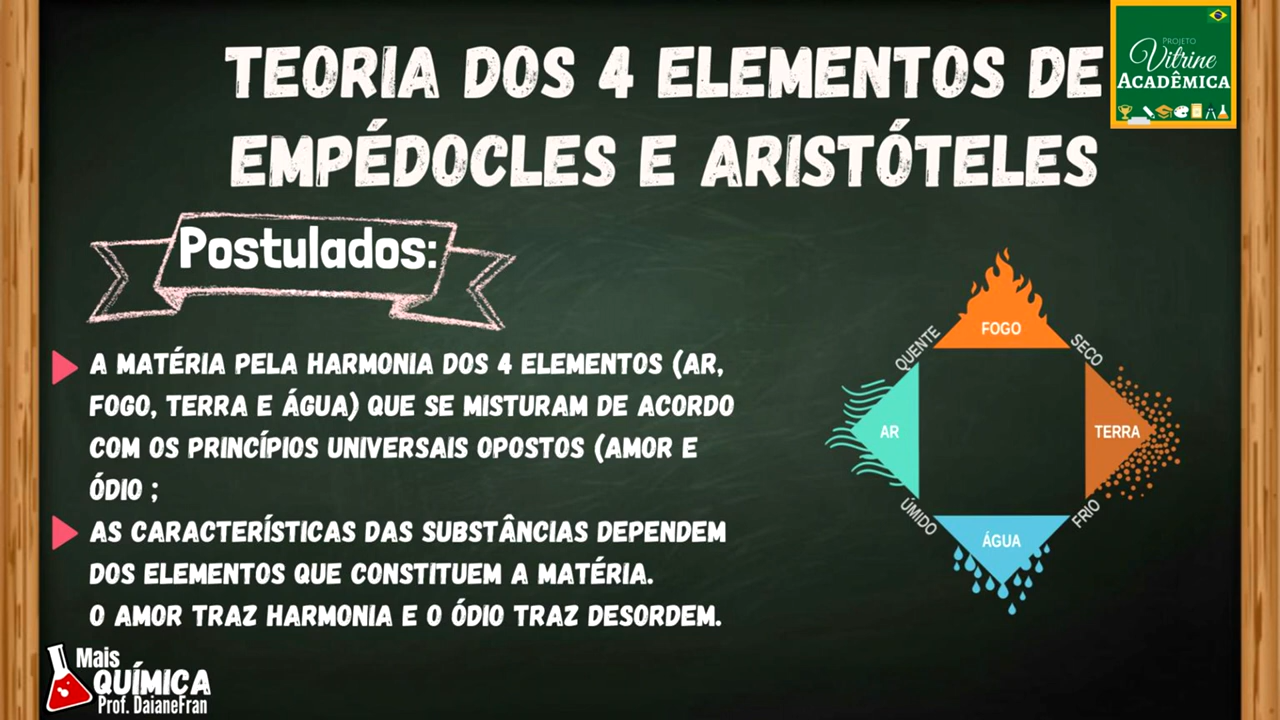 TEORIA DOS 4 ELEMENTOS DE
EMPÉDOCLES E ARISTÓTELES
PROJETO
Vitrine
ACADÊMICA
Postulados:
A MATÉRIA PELA HARMONIA DOS 4 ELEMENTOS (AR,
FOGO, TERRA E ÁGUA) QUE SE MISTURAM DE ACORDO
COM OS PRINCÍPIOS UNIVERSAIS OPOSTOS (AMOR E
ÓDIO ;
AS CARACTERÍSTICAS DAS SUBSTÂNCIAS DEPENDEM
DOS ELEMENTOS QUE CONSTITUEM A MATÉRIA.
O AMOR TRAZ HARMONIA E O ÓDIO TRAZ DESORDEM.
FOGO
QUENTE
SECO
AR
TERRA
ÚMIDO
FRIO
ÁGUA
Mais
QUÍMICA
Prof. DaianeFran